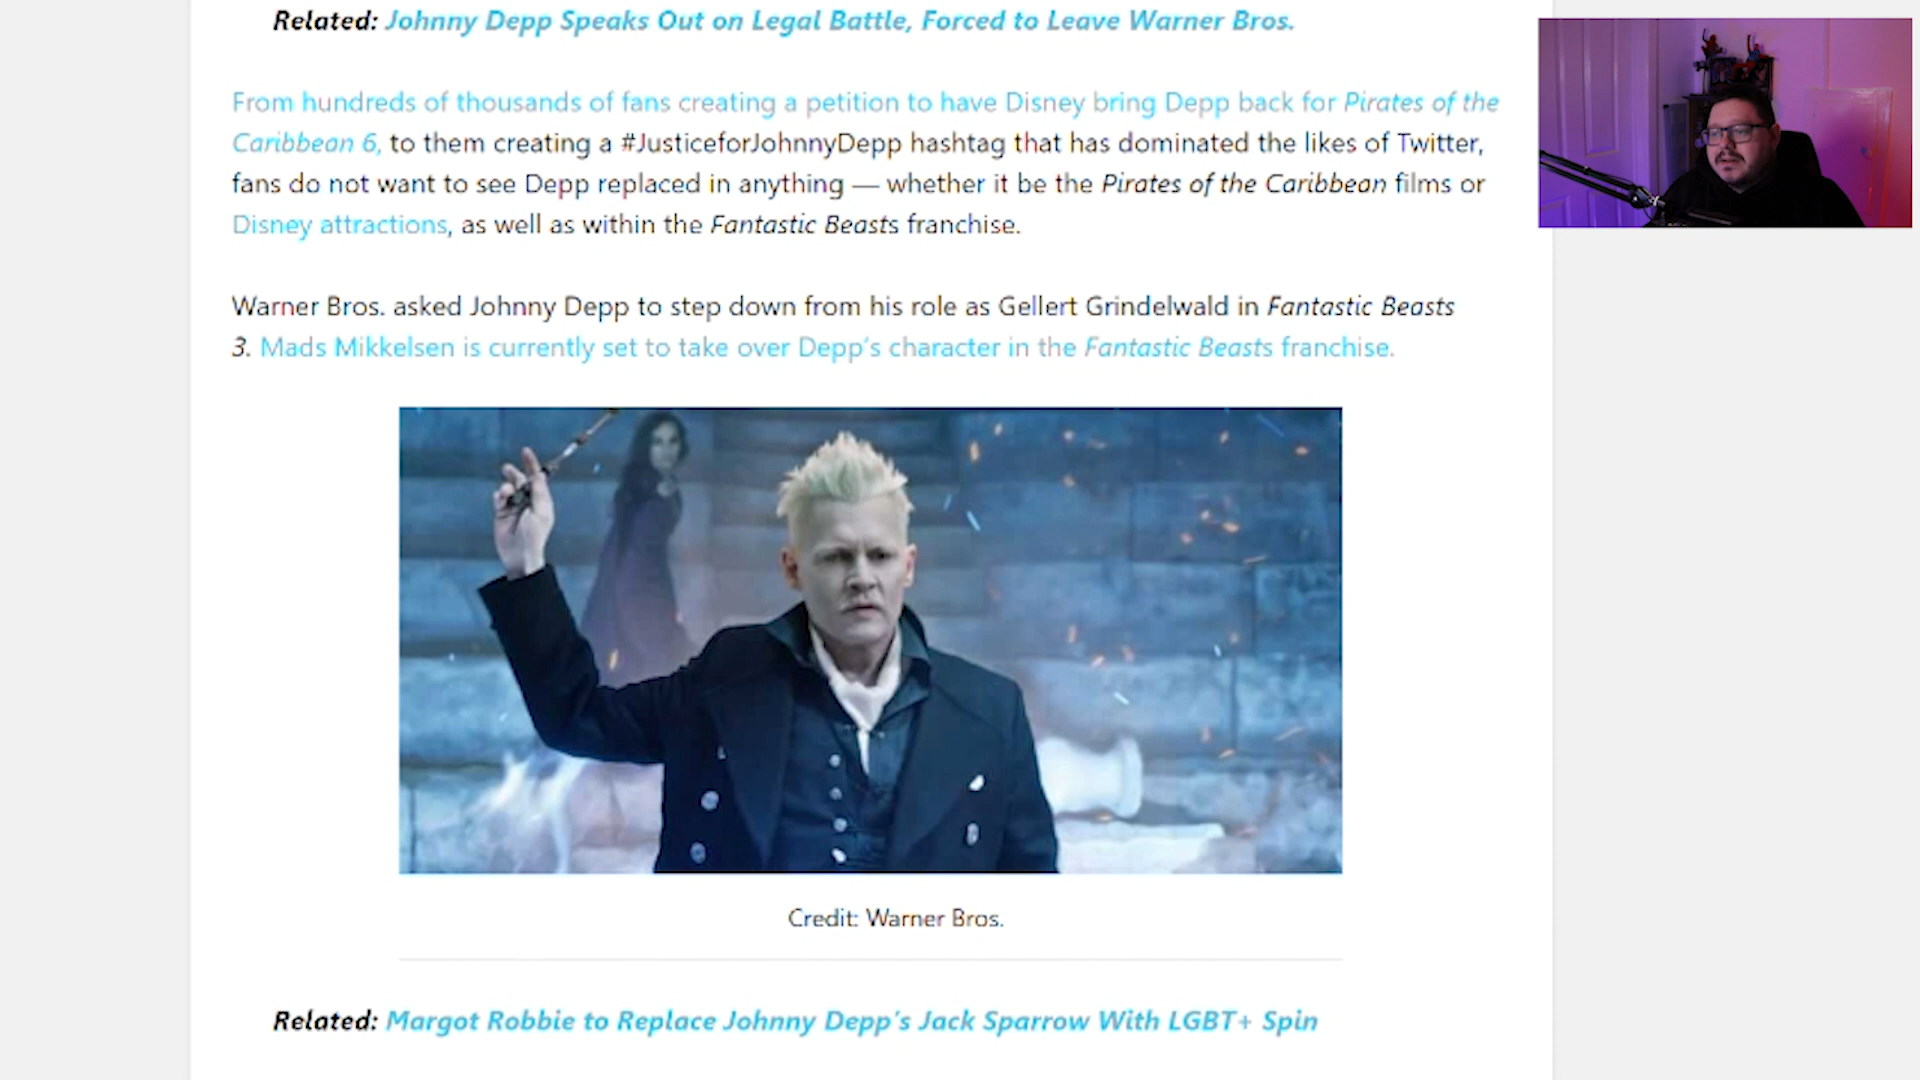 Related: Johnny Depp Speaks Out on Legal Battle, Forced to Leave Warner Bros.
From hundreds of thousands of fans creating a petition to have Disney bring Depp back for Pirates of the
Caribbean 6, to them creating a #JusticeforJohnnyDepp hashtag that has dominated the likes of Twitter,
fans do not want to see Depp replaced in anything — whether it be the Pirates of the Caribbean films or
Disney attractions, as well as within the Fantastic Beasts franchise.
Warner Bros. asked Johnny Depp to step down from his role as Gellert Grindelwald in Fantastic Beasts
3. Mads Mikkelsen is currently set to take over Depp's character in the Fantastic Beasts franchise.
Credit: Warner Bros.
Related: Margot Robbie to Replace Johnny Depp's Jack Sparrow With LGBT+ Spin